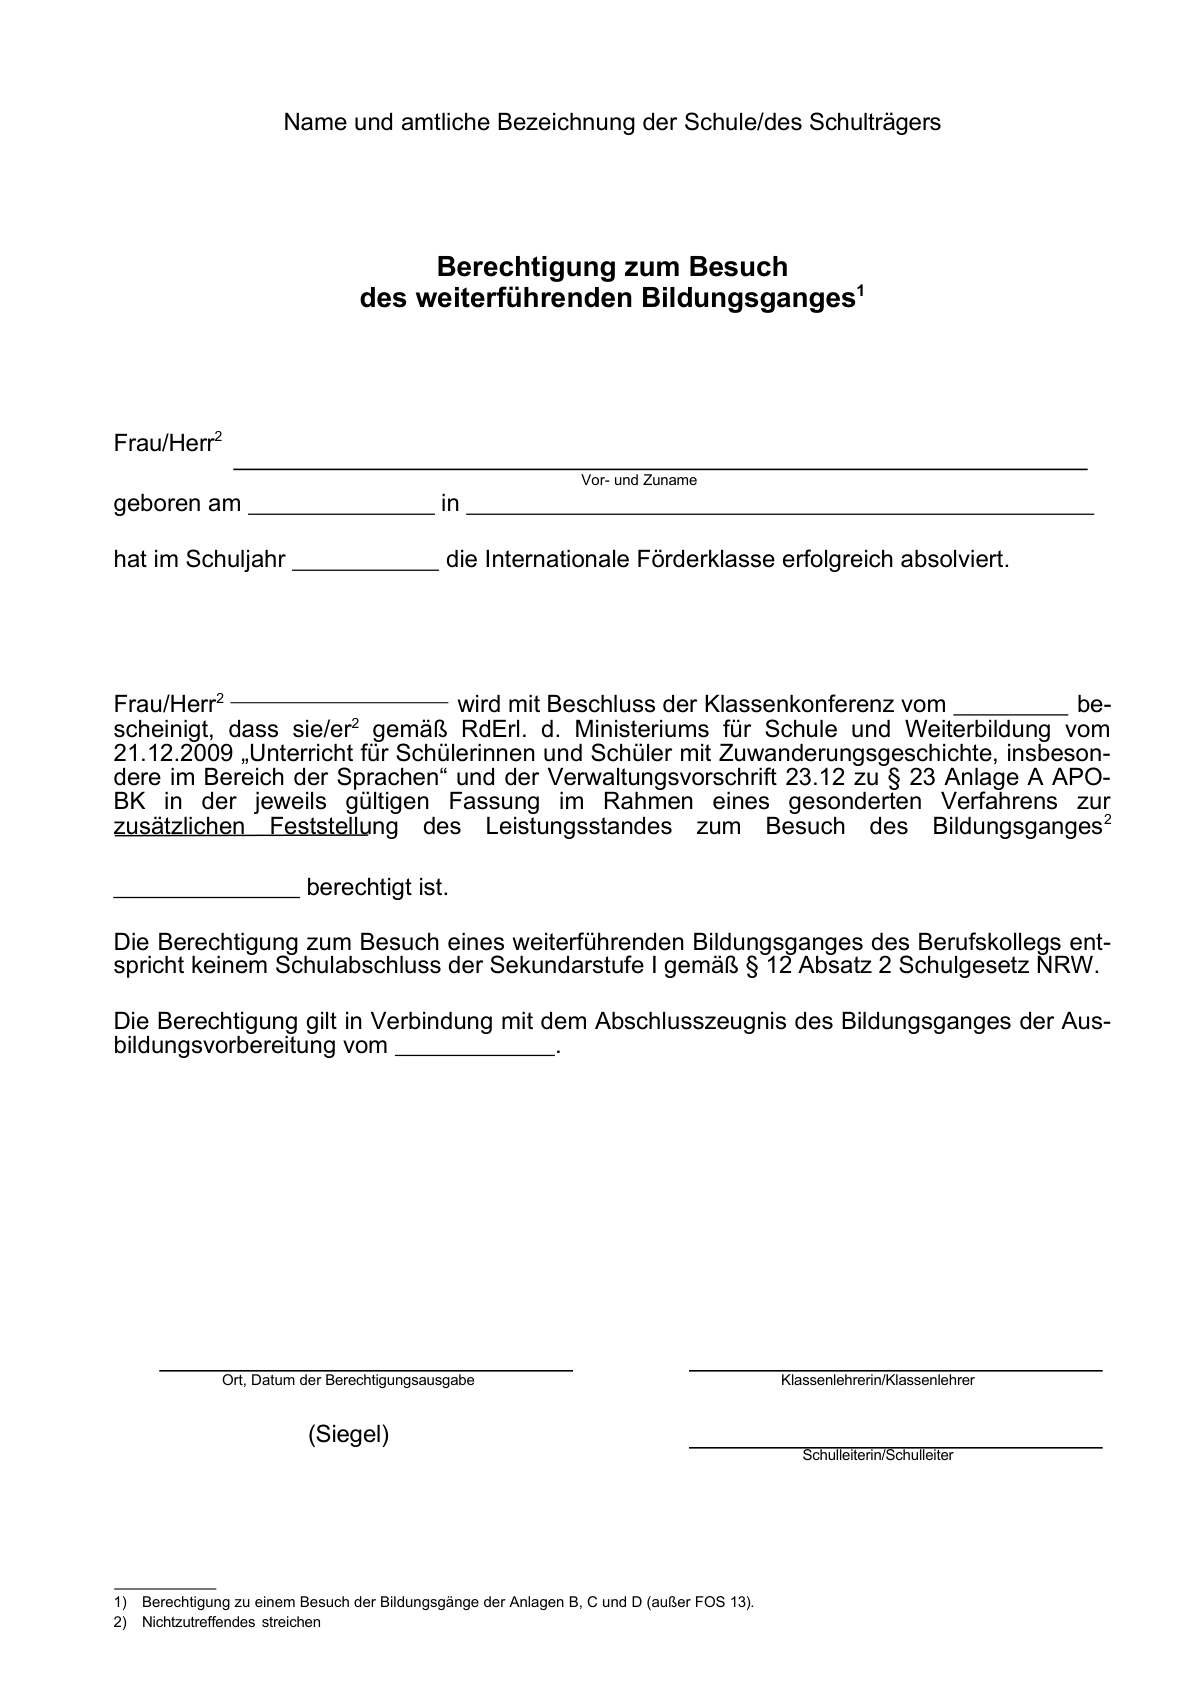 Name und amtliche Bezeichnung der Schule/des Schulträgers
Berechtigung zum Besuch
des weiterführenden Bildungsganges1
Frau/Herr2
Vor- und Zuname
geboren am ______________ in _______________________________________________
hat im Schuljahr ___________ die Internationale Förderklasse erfolgreich absolviert.
Frau/Herr2 ________________ wird mit Beschluss der Klassenkonferenz vom _________ be-
scheinigt, dass sie/er2 gemäß RdErl. d. Ministeriums für Schule und Weiterbildung vom
21.12.2009 „Unterricht für Schülerinnen und Schüler mit Zuwanderungsgeschichte, insbeson-
dere im Bereich der Sprachen“ und der Verwaltungsvorschrift 23.12 zu § 23 Anlage A APO-
BK in der jeweils gültigen Fassung im Rahmen eines gesonderten Verfahrens zur
zusätzlichen Feststellung des Leistungsstandes zum Besuch des Bildungsganges2
______________ berechtigt ist.
Die Berechtigung zum Besuch eines weiterführenden Bildungsganges des Berufskollegs ent-
spricht keinem Schulabschluss der Sekundarstufe I gemäß § 12 Absatz 2 Schulgesetz NRW.
Die Berechtigung gilt in Verbindung mit dem Abschlusszeugnis des Bildungsganges der Aus-
bildungsvorbereitung vom ____________.
Ort, Datum der Berechtigungsausgabe
Klassenlehrerin/Klassenlehrer
(Siegel)
Schulleiterin/Schulleiter
1) Berechtigung zu einem Besuch der Bildungsgänge der Anlagen B, C und D (außer FOS 13).
2) Nichtzutreffendes streichen